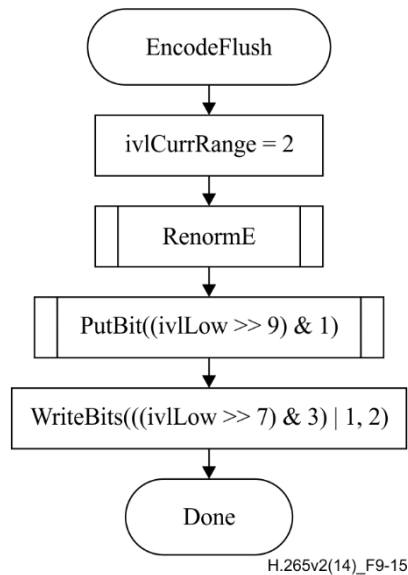 EncodeFlush
ivlCurrRange = 2
RenormE
PutBit((ivlLow >> 9) & 1)
WriteBits(((ivlLow >> 7) & 3) | 1, 2)
Done
H.265v2(14)_F9-15